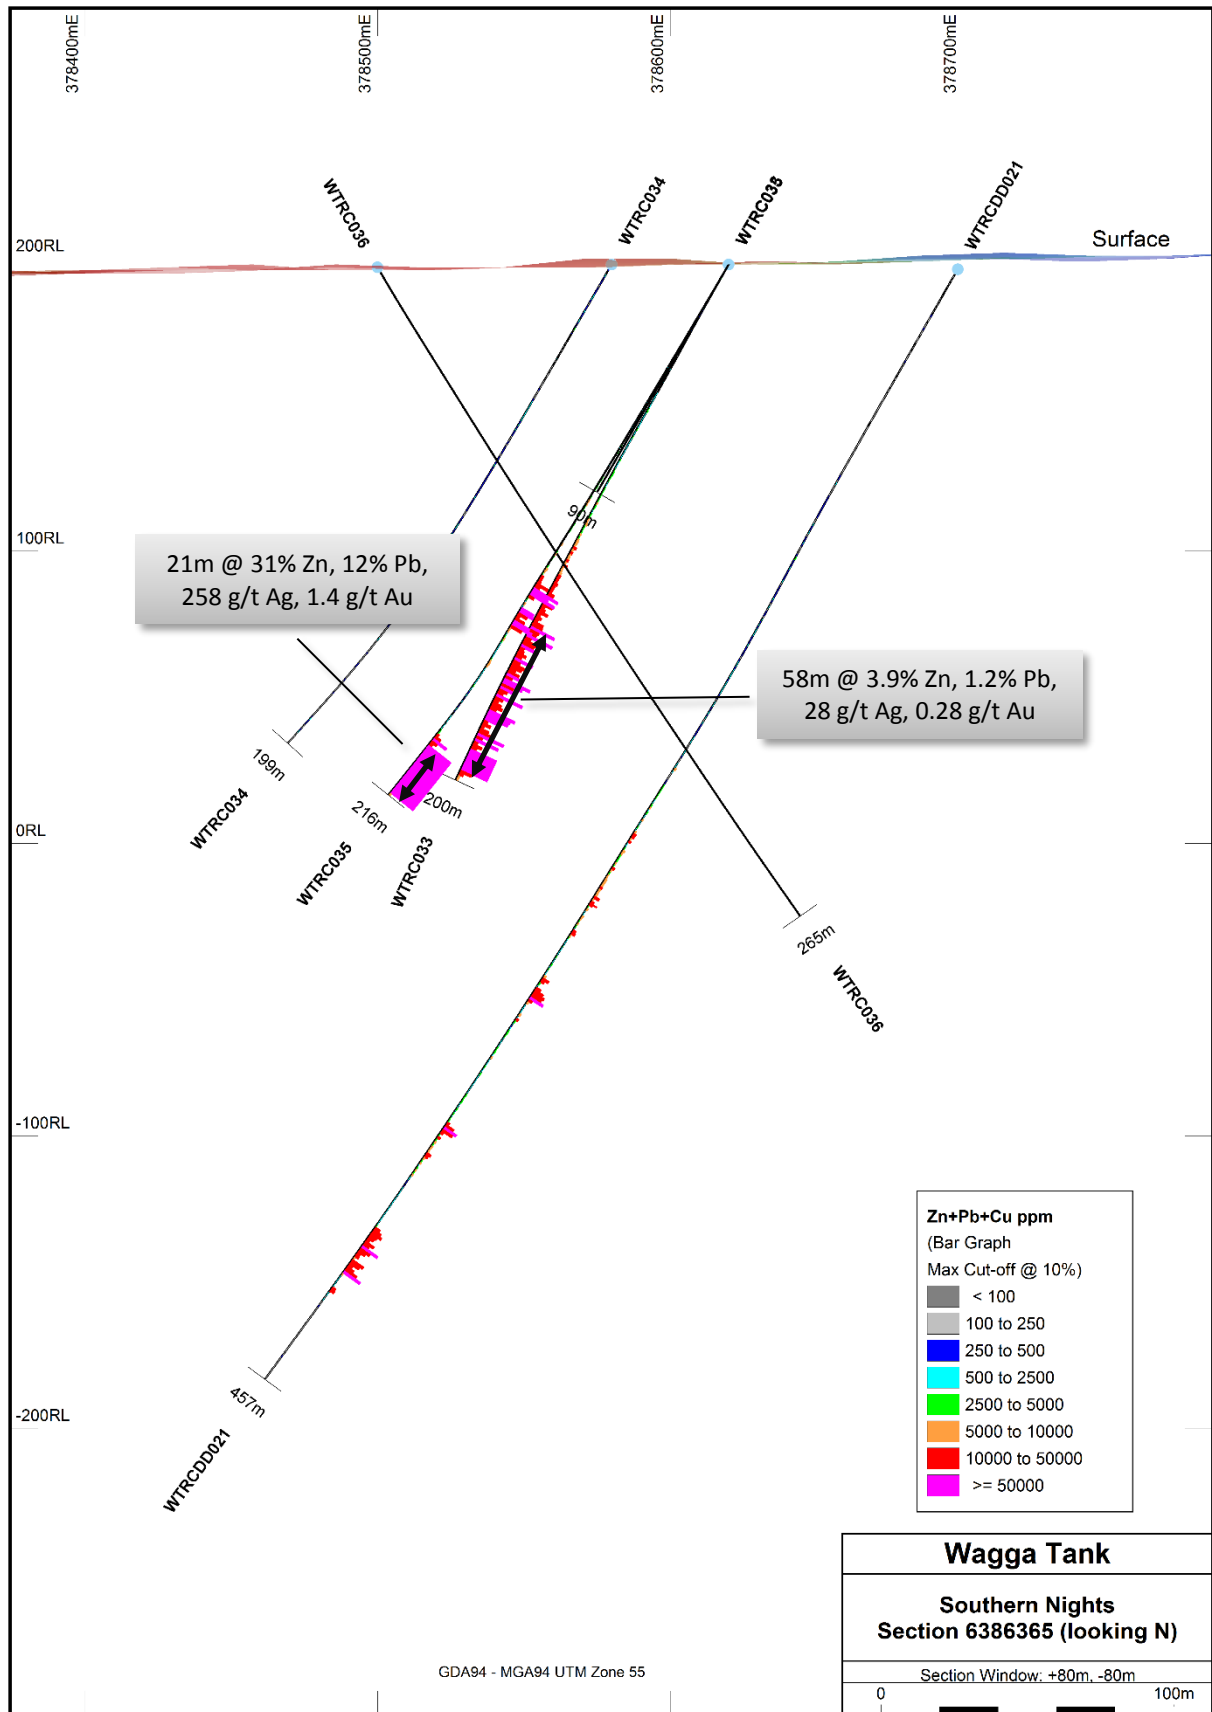 378400mE
378500mE
378600mE
378700mE
WTRC036
WTRC034
WTRCDD021
200RL
Surface
90m
100RL
21m @ 31% Zn, 12% Pb,
258 g/t Ag, 1.4 g/t Au
58m @ 3.9% Zn, 1.2% Pb,
28 g/t Ag, 0.28 g/t Au
199m
WTRC034
216m
WTRC035
200m
WTRC033
0RL
265m
WTRC036
-100RL
457m
WTRCDD021
-200RL
Zn+Pb+Cu ppm
(Bar Graph
Max Cut-off @ 10%)
< 100
100 to 250
250 to 500
500 to 2500
2500 to 5000
5000 to 10000
10000 to 50000
>= 50000
Wagga Tank
Southern Nights
Section 6386365 (looking N)
Section Window: +80m, -80m
0
100m
GDA94 - MGA94 UTM Zone 55